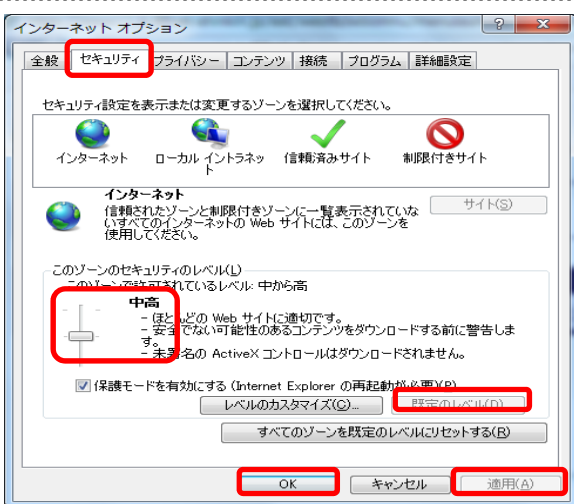 インターネット オプション
全般 セキュリティ プライバシー コンテンツ 接続 プログラム 詳細設定
セキュリティ設定を表示または変更するゾーンを選択してください。
インターネット ローカル イントラネット 信頼済みサイト 制限付きサイト
インターネット
サイト(S)
信頼されたゾーンと制限付きゾーンに一覧表示されていな
いすべてのインターネットの Web サイトには、このゾーンを
使用してください。
このゾーンのセキュリティのレベル(L)
このゾーンで許可されているレベル: 中から高
中高
- ほとんどの Web サイトに適切です。
- 安全でない可能性のあるコンテンツをダウンロードする前に警告しま
す。
- 未署名の ActiveX コントロールはダウンロードされません。
保護モードを有効にする (Internet Explorer の再起動が必要)(P)
レベルのカスタマイズ(C)... 既定のレベル(D)
すべてのゾーンを既定のレベルにリセットする(R)
OK キャンセル 適用(A)